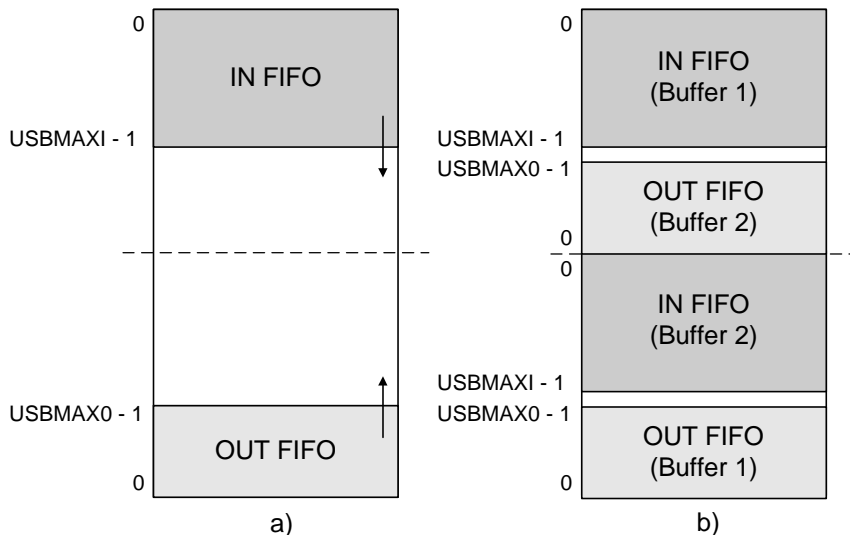 0
IN FIFO
USBMAXI - 1
USBMAX0 - 1
OUT FIFO
0
a)
0
IN FIFO
(Buffer 1)
USBMAXI - 1
USBMAX0 - 1
OUT FIFO
(Buffer 2)
0
0
IN FIFO
(Buffer 2)
USBMAXI - 1
USBMAX0 - 1
OUT FIFO
(Buffer 1)
0
b)